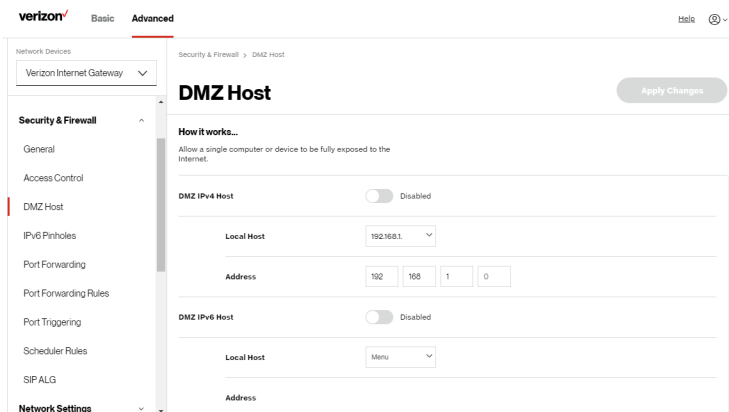 verizon✓ Basic Advanced Help
Network Devices
Verizon Internet Gateway
Security & Firewall
General
Access Control
DMZ Host
IPv6 Pinholes
Port Forwarding
Port Forwarding Rules
Port Triggering
Scheduler Rules
SIP ALG
Network Settings
Security & Firewall > DMZ Host
DMZ Host
Apply Changes
How it works...
Allow a single computer or device to be fully exposed to the
Internet.
DMZ IPv4 Host Disabled
Local Host 192.168.1.
Address 192 168 1 0
DMZ IPv6 Host Disabled
Local Host Menu
Address